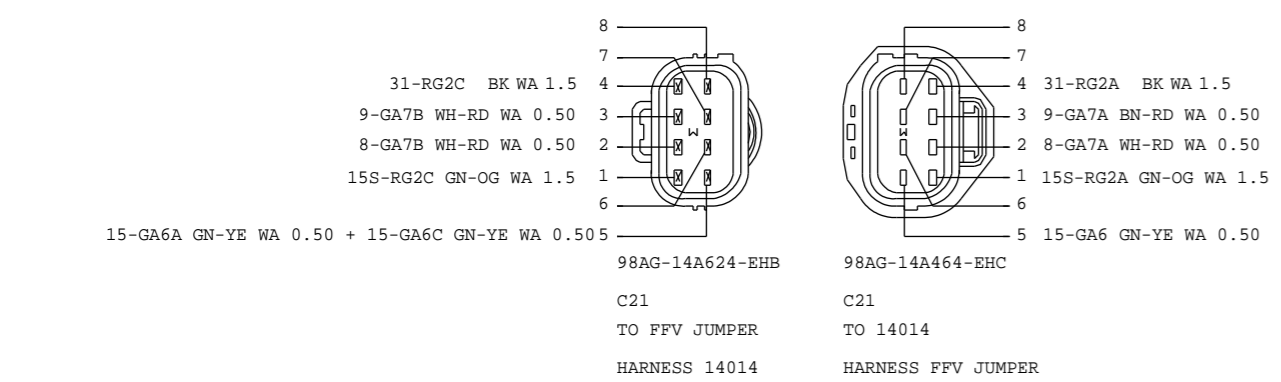 8 8
7 7
31-RG2C BK WA 1.5 4 4 31-RG2A BK WA 1.5
9-GA7B WH-RD WA 0.50 3 3 9-GA7A BN-RD WA 0.50
8-GA7B WH-RD WA 0.50 2 2 8-GA7A WH-RD WA 0.50
15S-RG2C GN-OG WA 1.5 1 1 15S-RG2A GN-OG WA 1.5
6 6
15-GA6A GN-YE WA 0.50 + 15-GA6C GN-YE WA 0.50 5 5 15-GA6 GN-YE WA 0.50
98AG-14A624-EHB 98AG-14A464-EHC
C21 C21
TO FFV JUMPER TO 14014
HARNESS 14014 HARNESS FFV JUMPER